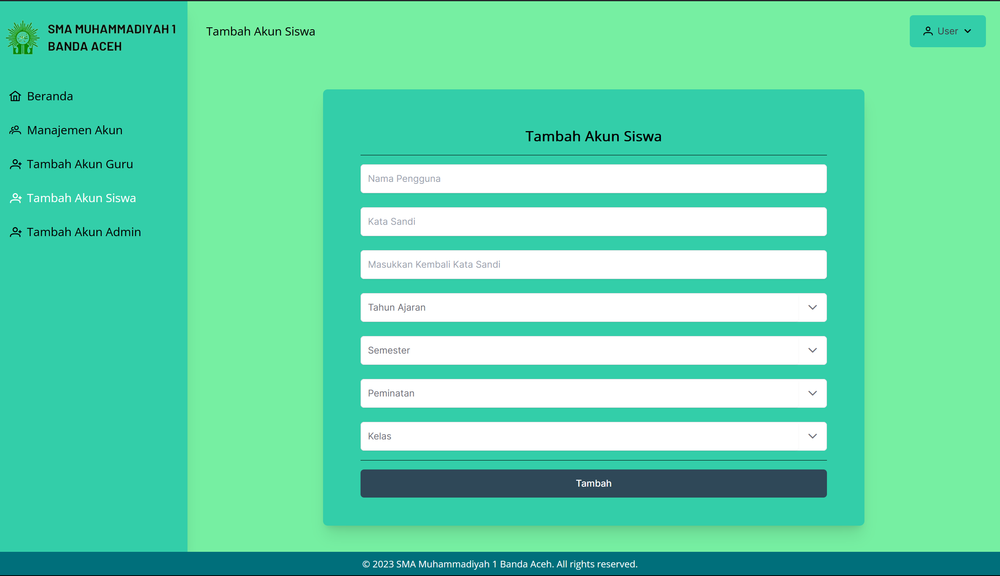 SMA MUHAMMADIYAH 1
BANDA ACEH
Beranda
Manajemen Akun
Tambah Akun Guru
Tambah Akun Siswa
Tambah Akun Admin
Tambah Akun Siswa
User
Tambah Akun Siswa
Nama Pengguna
Kata Sandi
Masukkan Kembali Kata Sandi
Tahun Ajaran
Semester
Peminatan
Kelas
Tambah
© 2023 SMA Muhammadiyah 1 Banda Aceh. All rights reserved.